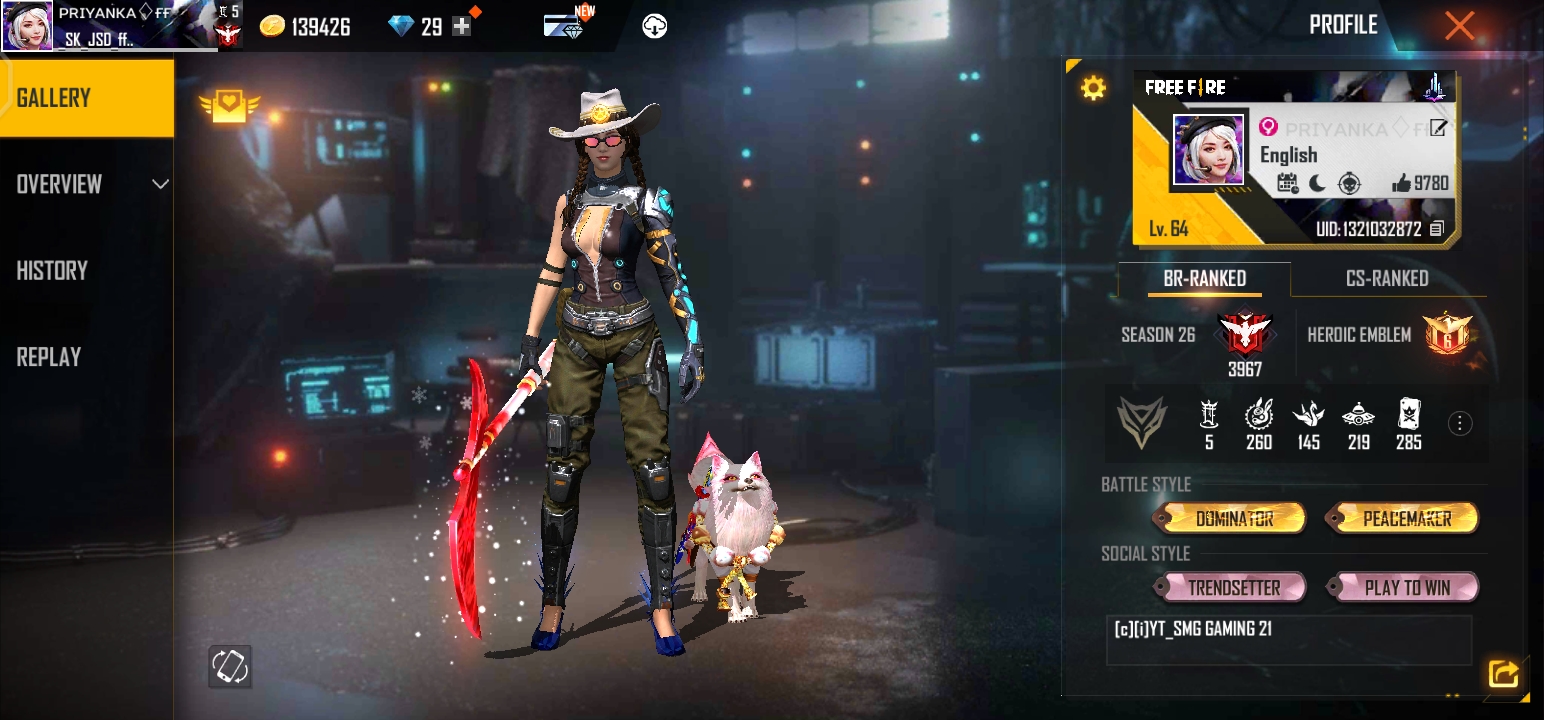 PRIYANKA◇ғғ
5
SK_JSD_ff..
139426
29
NEW
PROFILE
GALLERY
OVERVIEW
HISTORY
REPLAY
FREE FIRE
PRIYANKA◇
English
9780
Lv. 64
UID:1321032872
BR-RANKED
CS-RANKED
SEASON 26
3967
HEROIC EMBLEM
6
5
260
145
219
285
BATTLE STYLE
DOMINATOR
PEACEMAKER
SOCIAL STYLE
TRENDSETTER
PLAY TO WIN
[c][i]YT_SMG GAMING 21